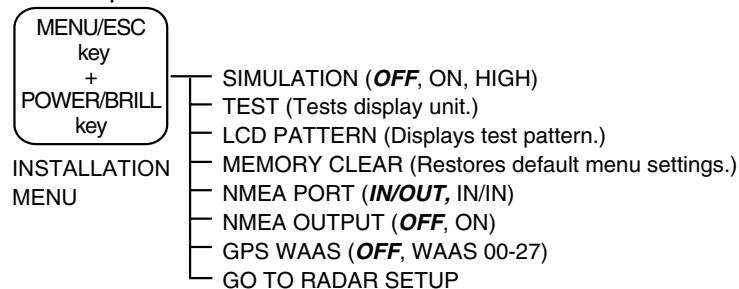 MENU/ESC
key
+
POWER/BRILL
key
INSTALLATION
MENU
SIMULATION (OFF, ON, HIGH)
TEST (Tests display unit.)
LCD PATTERN (Displays test pattern.)
MEMORY CLEAR (Restores default menu settings.)
NMEA PORT (IN/OUT, IN/IN)
NMEA OUTPUT (OFF, ON)
GPS WAAS (OFF, WAAS 00-27)
GO TO RADAR SETUP